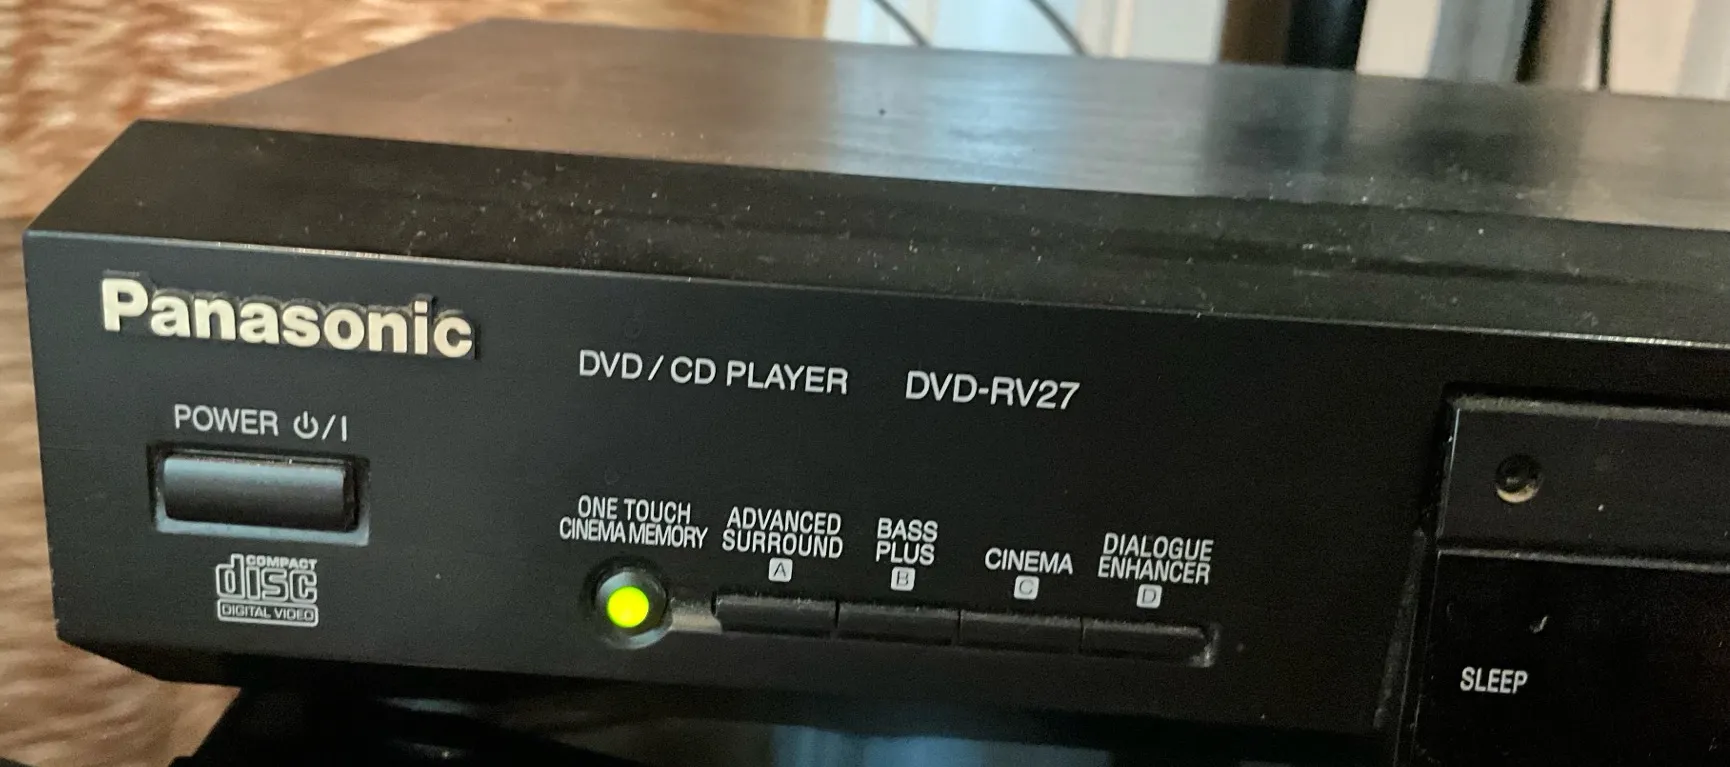 Panasonic
DVD / CD PLAYER DVD-RV27
POWER ⏻/I
ONE TOUCH
CINEMA MEMORY
ADVANCED
SURROUND
A
BASS
PLUS
B
CINEMA
C
DIALOGUE
ENHANCER
D
COMPACT
disc
DIGITAL VIDEO
SLEEP